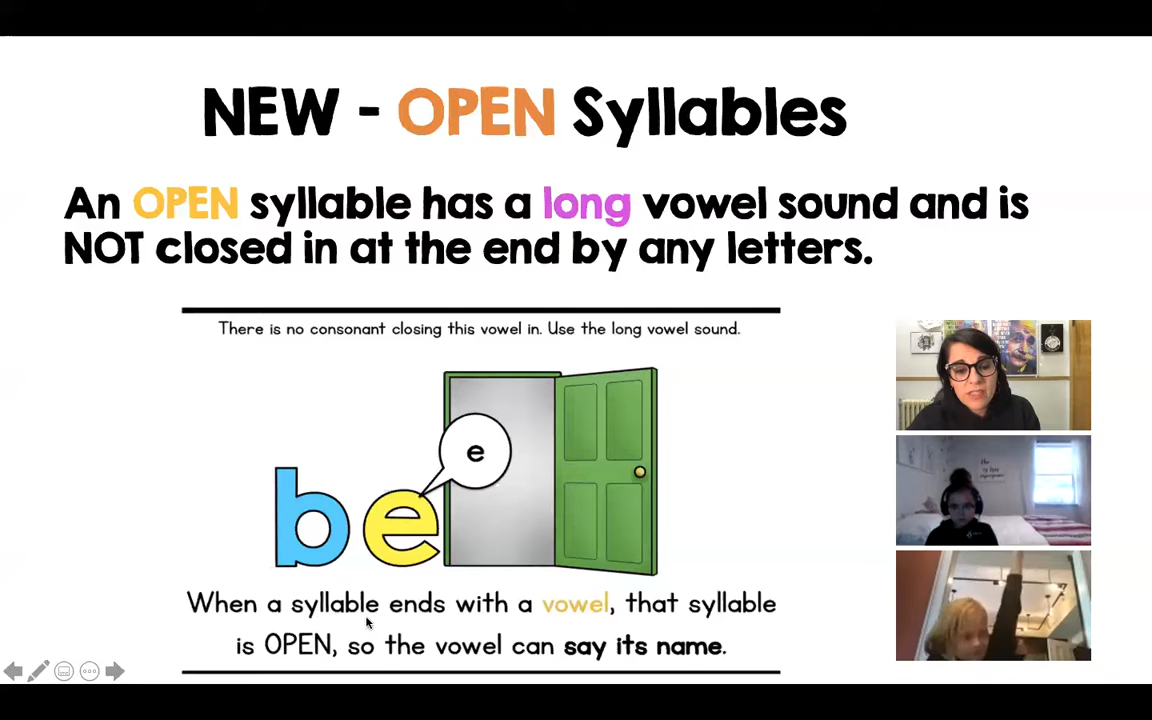 NEW - OPEN Syllables
An OPEN syllable has a long vowel sound and is
NOT closed in at the end by any letters.
There is no consonant closing this vowel in. Use the long vowel sound.
e
be
When a syllable ends with a vowel, that syllable
is OPEN, so the vowel can say its name.